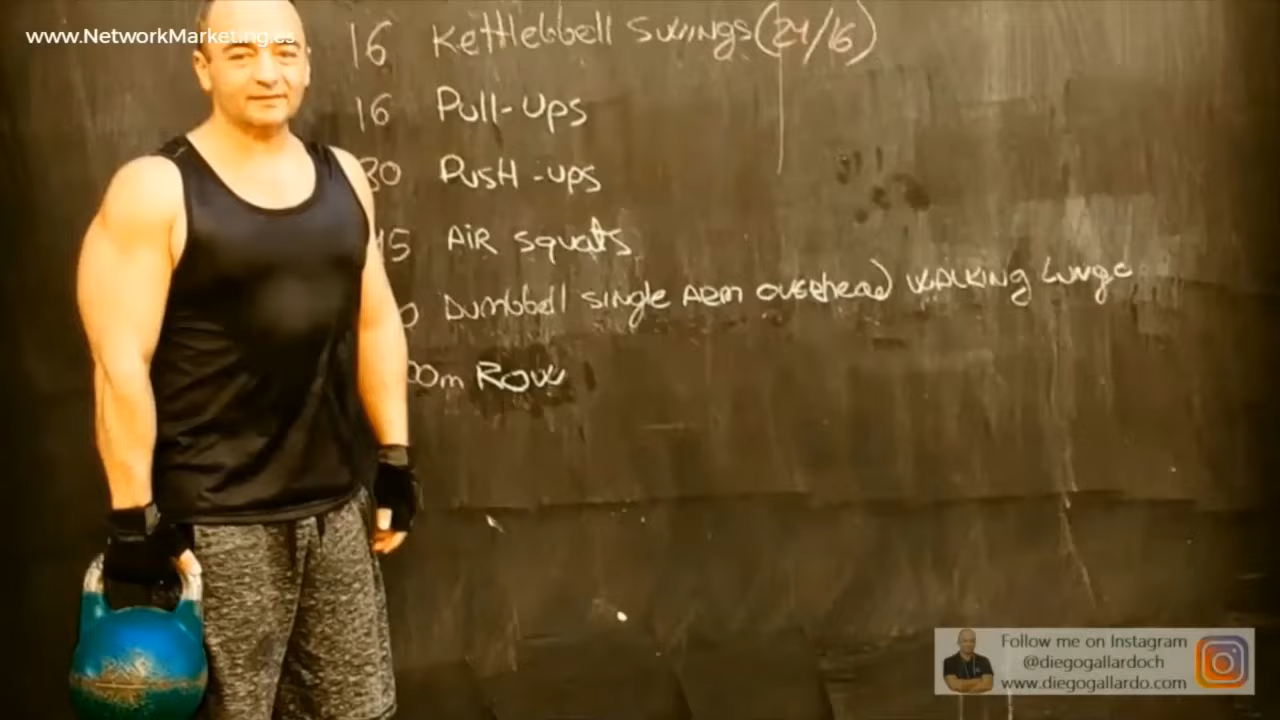 www.NetworkMarketing.es
16 Kettlebell swings (24/16)
16 Pull-ups
30 Push-ups
AiR squats
Dumbbell single Arm overhead walking Lunge
Row
Follow me on Instagram
@diegogallardoch
www.diegogallardo.com